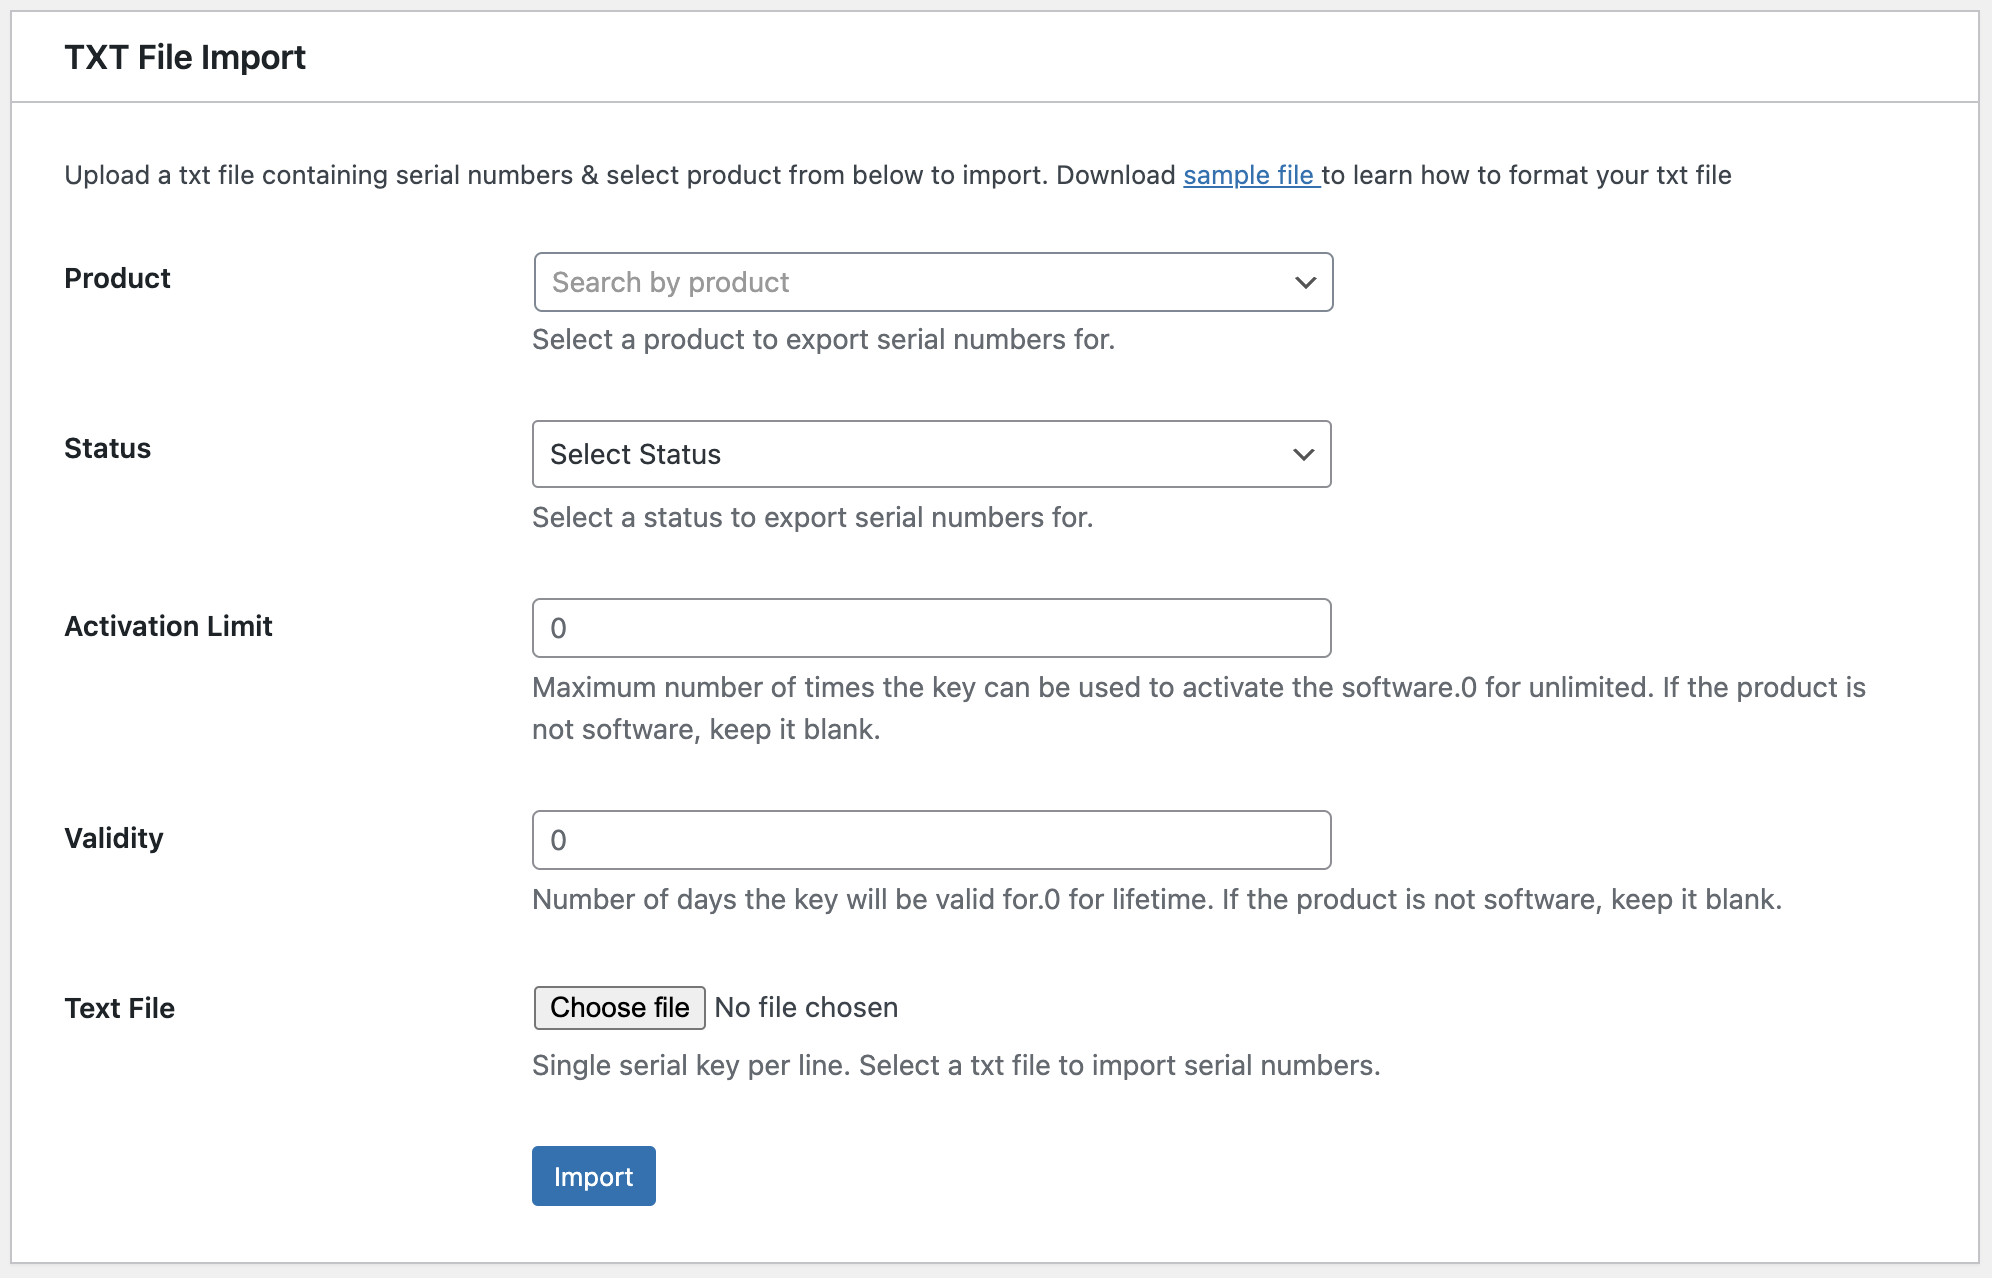 TXT File Import
Upload a txt file containing serial numbers & select product from below to import. Download sample file to learn how to format your txt file
Product
Search by product
Select a product to export serial numbers for.
Status
Select Status
Select a status to export serial numbers for.
Activation Limit
0
Maximum number of times the key can be used to activate the software.0 for unlimited. If the product is
not software, keep it blank.
Validity
0
Number of days the key will be valid for.0 for lifetime. If the product is not software, keep it blank.
Text File
Choose file No file chosen
Single serial key per line. Select a txt file to import serial numbers.
Import